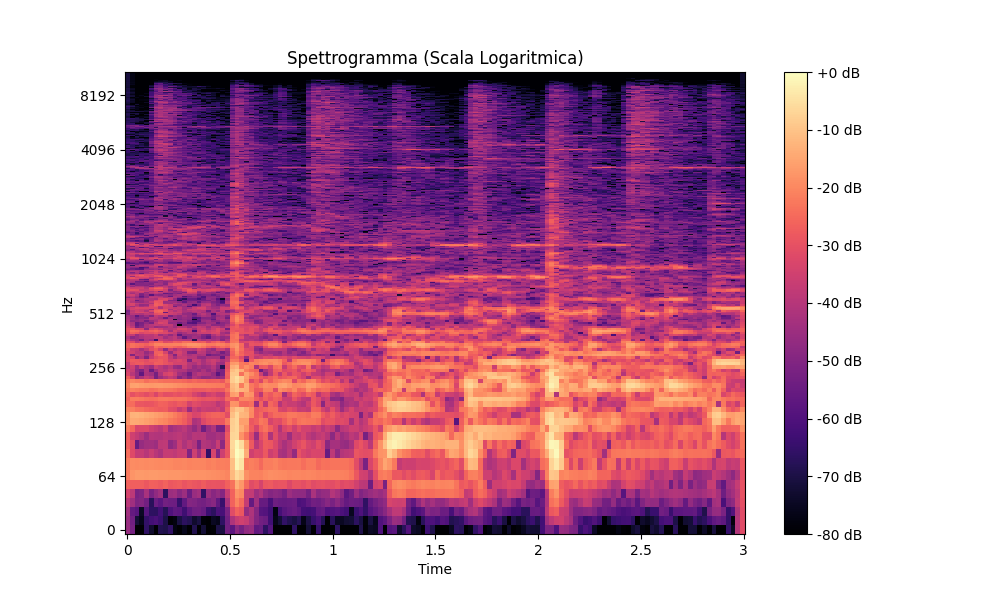 Spettrogramma (Scala Logaritmica)
Hz
8192
4096
2048
1024
512
256
128
64
0
0
0.5
1
1.5
2
2.5
3
Time
+0 dB
-10 dB
-20 dB
-30 dB
-40 dB
-50 dB
-60 dB
-70 dB
-80 dB